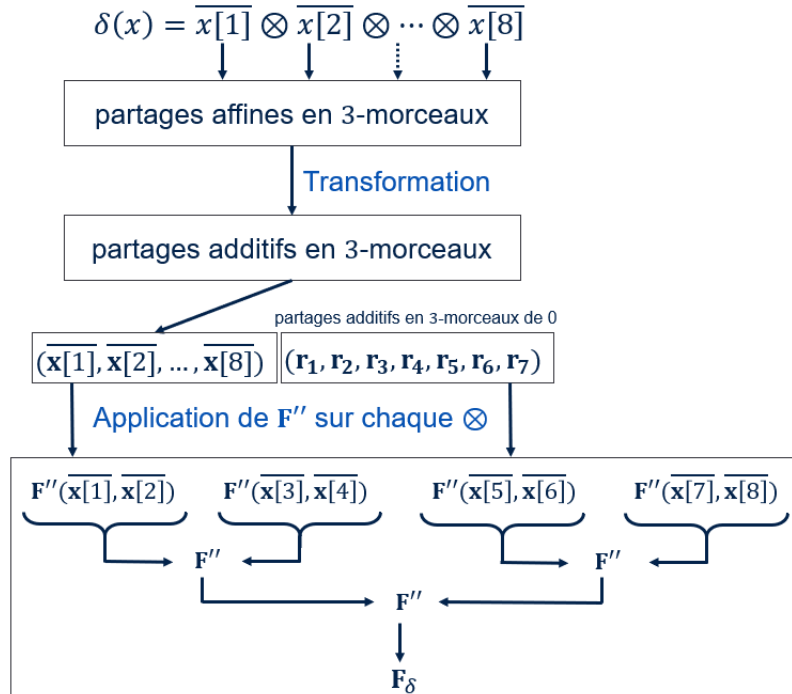 δ(x) = x̅[̅1̅]̅ ⊗ x̅[̅2̅]̅ ⊗ ⋯ ⊗ x̅[̅8̅]̅
partages affines en 3-morceaux
Transformation
partages additifs en 3-morceaux
partages additifs en 3-morceaux de 0
(x̅[̅1̅]̅, x̅[̅2̅]̅, …, x̅[̅8̅]̅) (r₁, r₂, r₃, r₄, r₅, r₆, r₇)
Application de F′′ sur chaque ⊗
F′′(x̅[̅1̅]̅, x̅[̅2̅]̅) F′′(x̅[̅3̅]̅, x̅[̅4̅]̅) F′′(x̅[̅5̅]̅, x̅[̅6̅]̅) F′′(x̅[̅7̅]̅, x̅[̅8̅]̅)
F′′ F′′
F′′
F_δ